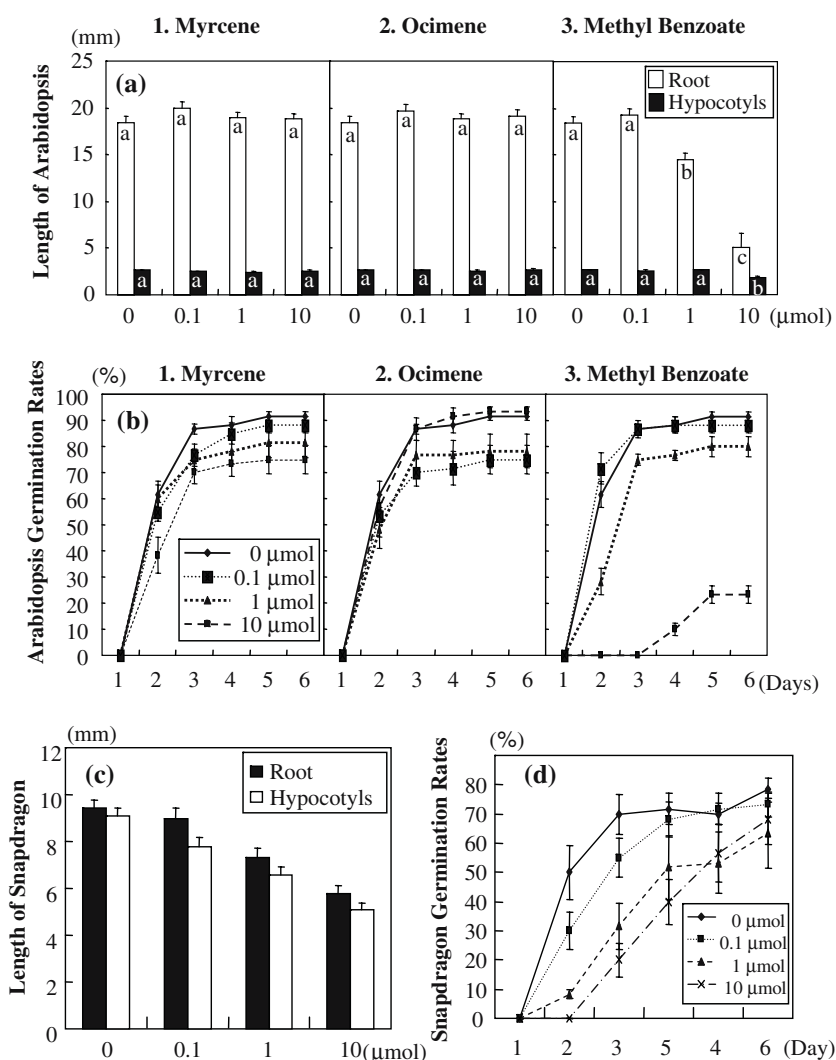 1. Myrcene 2. Ocimene 3. Methyl Benzoate
(mm)
25
20
15
10
5
0
Length of Arabidopsis
(a)
Root
Hypocotyls
a a a a a a a a a a b c
a a a a a a a a a a b
0 0.1 1 10 0 0.1 1 10 0 0.1 1 10 (μmol)
(%) 1. Myrcene 2. Ocimene 3. Methyl Benzoate
100
90
80
70
60
50
40
30
20
10
0
Arabidopsis Germination Rates
(b)
0 μmol
0.1 μmol
1 μmol
10 μmol
1 2 3 4 5 6 1 2 3 4 5 6 1 2 3 4 5 6 (Days)
(mm)
12
10
8
6
4
2
0
Length of Snapdragon
(c)
Root
Hypocotyls
0 0.1 1 10(μmol)
(%)
80
70
60
50
40
30
20
10
0
Snapdragon Germination Rates
(d)
0 μmol
0.1 μmol
1 μmol
10 μmol
1 2 3 5 4 6 (Day)